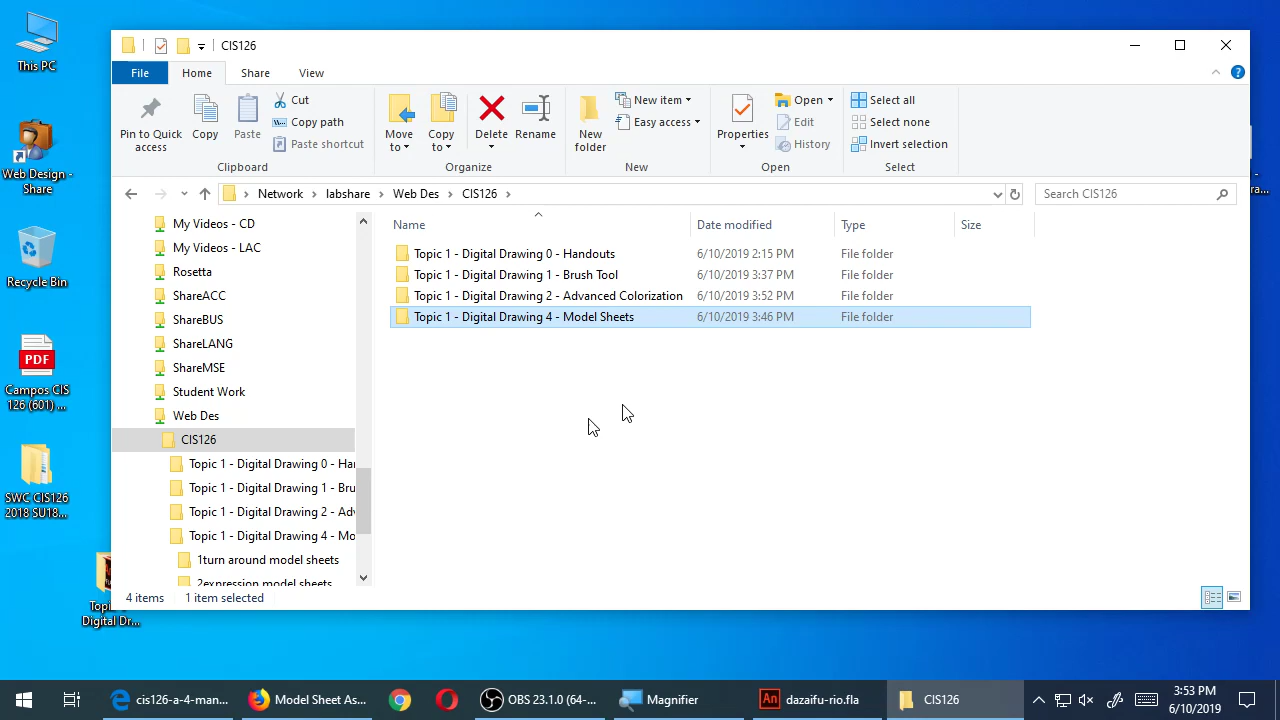 This PC
Web Design -
Share
Recycle Bin
PDF
Campos CIS
126 (601) ...
SWC CIS126
2018 SU18...
Digital Dr...
CIS126
File
Home
Share
View
Pin to Quick
access
Copy
Paste
Cut
Copy path
Paste shortcut
Clipboard
Move
to
Copy
to
Delete
Rename
Organize
New
folder
New item
Easy access
New
Properties
Open
Edit
History
Open
Select all
Select none
Invert selection
Select
Network > labshare > Web Des > CIS126 >
Search CIS126
My Videos - CD
My Videos - LAC
Rosetta
ShareACC
ShareBUS
ShareLANG
ShareMSE
Student Work
Web Des
CIS126
Topic 1 - Digital Drawing 0 - Har
Topic 1 - Digital Drawing 1 - Bru
Topic 1 - Digital Drawing 2 - Adv
Topic 1 - Digital Drawing 4 - Mo
1turn around model sheets
2expression model sheets
Name Date modified Type Size
Topic 1 - Digital Drawing 0 - Handouts 6/10/2019 2:15 PM File folder
Topic 1 - Digital Drawing 1 - Brush Tool 6/10/2019 3:37 PM File folder
Topic 1 - Digital Drawing 2 - Advanced Colorization 6/10/2019 3:52 PM File folder
Topic 1 - Digital Drawing 4 - Model Sheets 6/10/2019 3:46 PM File folder
4 items 1 item selected
cis126-a-4-man...
Model Sheet As...
OBS 23.1.0 (64-...
Magnifier
An
dazaifu-rio.fla
CIS126
3:53 PM
6/10/2019